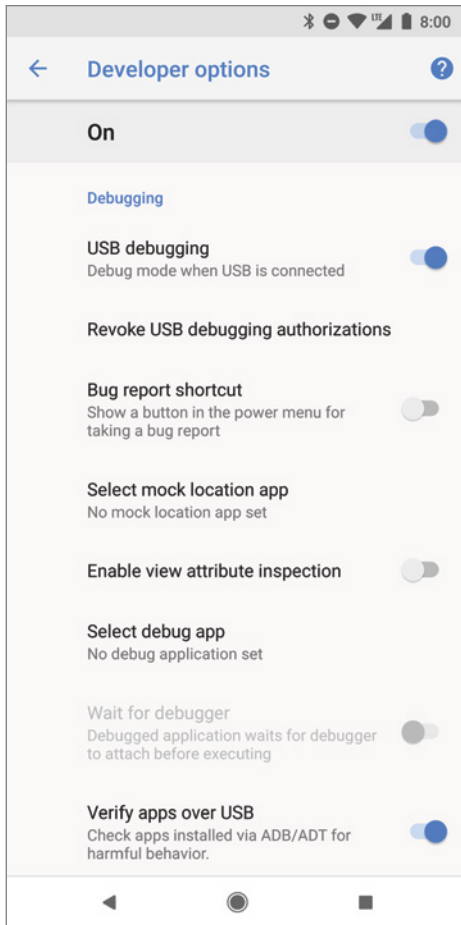 LTE 8:00
Developer options
On
Debugging
USB debugging
Debug mode when USB is connected
Revoke USB debugging authorizations
Bug report shortcut
Show a button in the power menu for
taking a bug report
Select mock location app
No mock location app set
Enable view attribute inspection
Select debug app
No debug application set
Wait for debugger
Debugged application waits for debugger
to attach before executing
Verify apps over USB
Check apps installed via ADB/ADT for
harmful behavior.